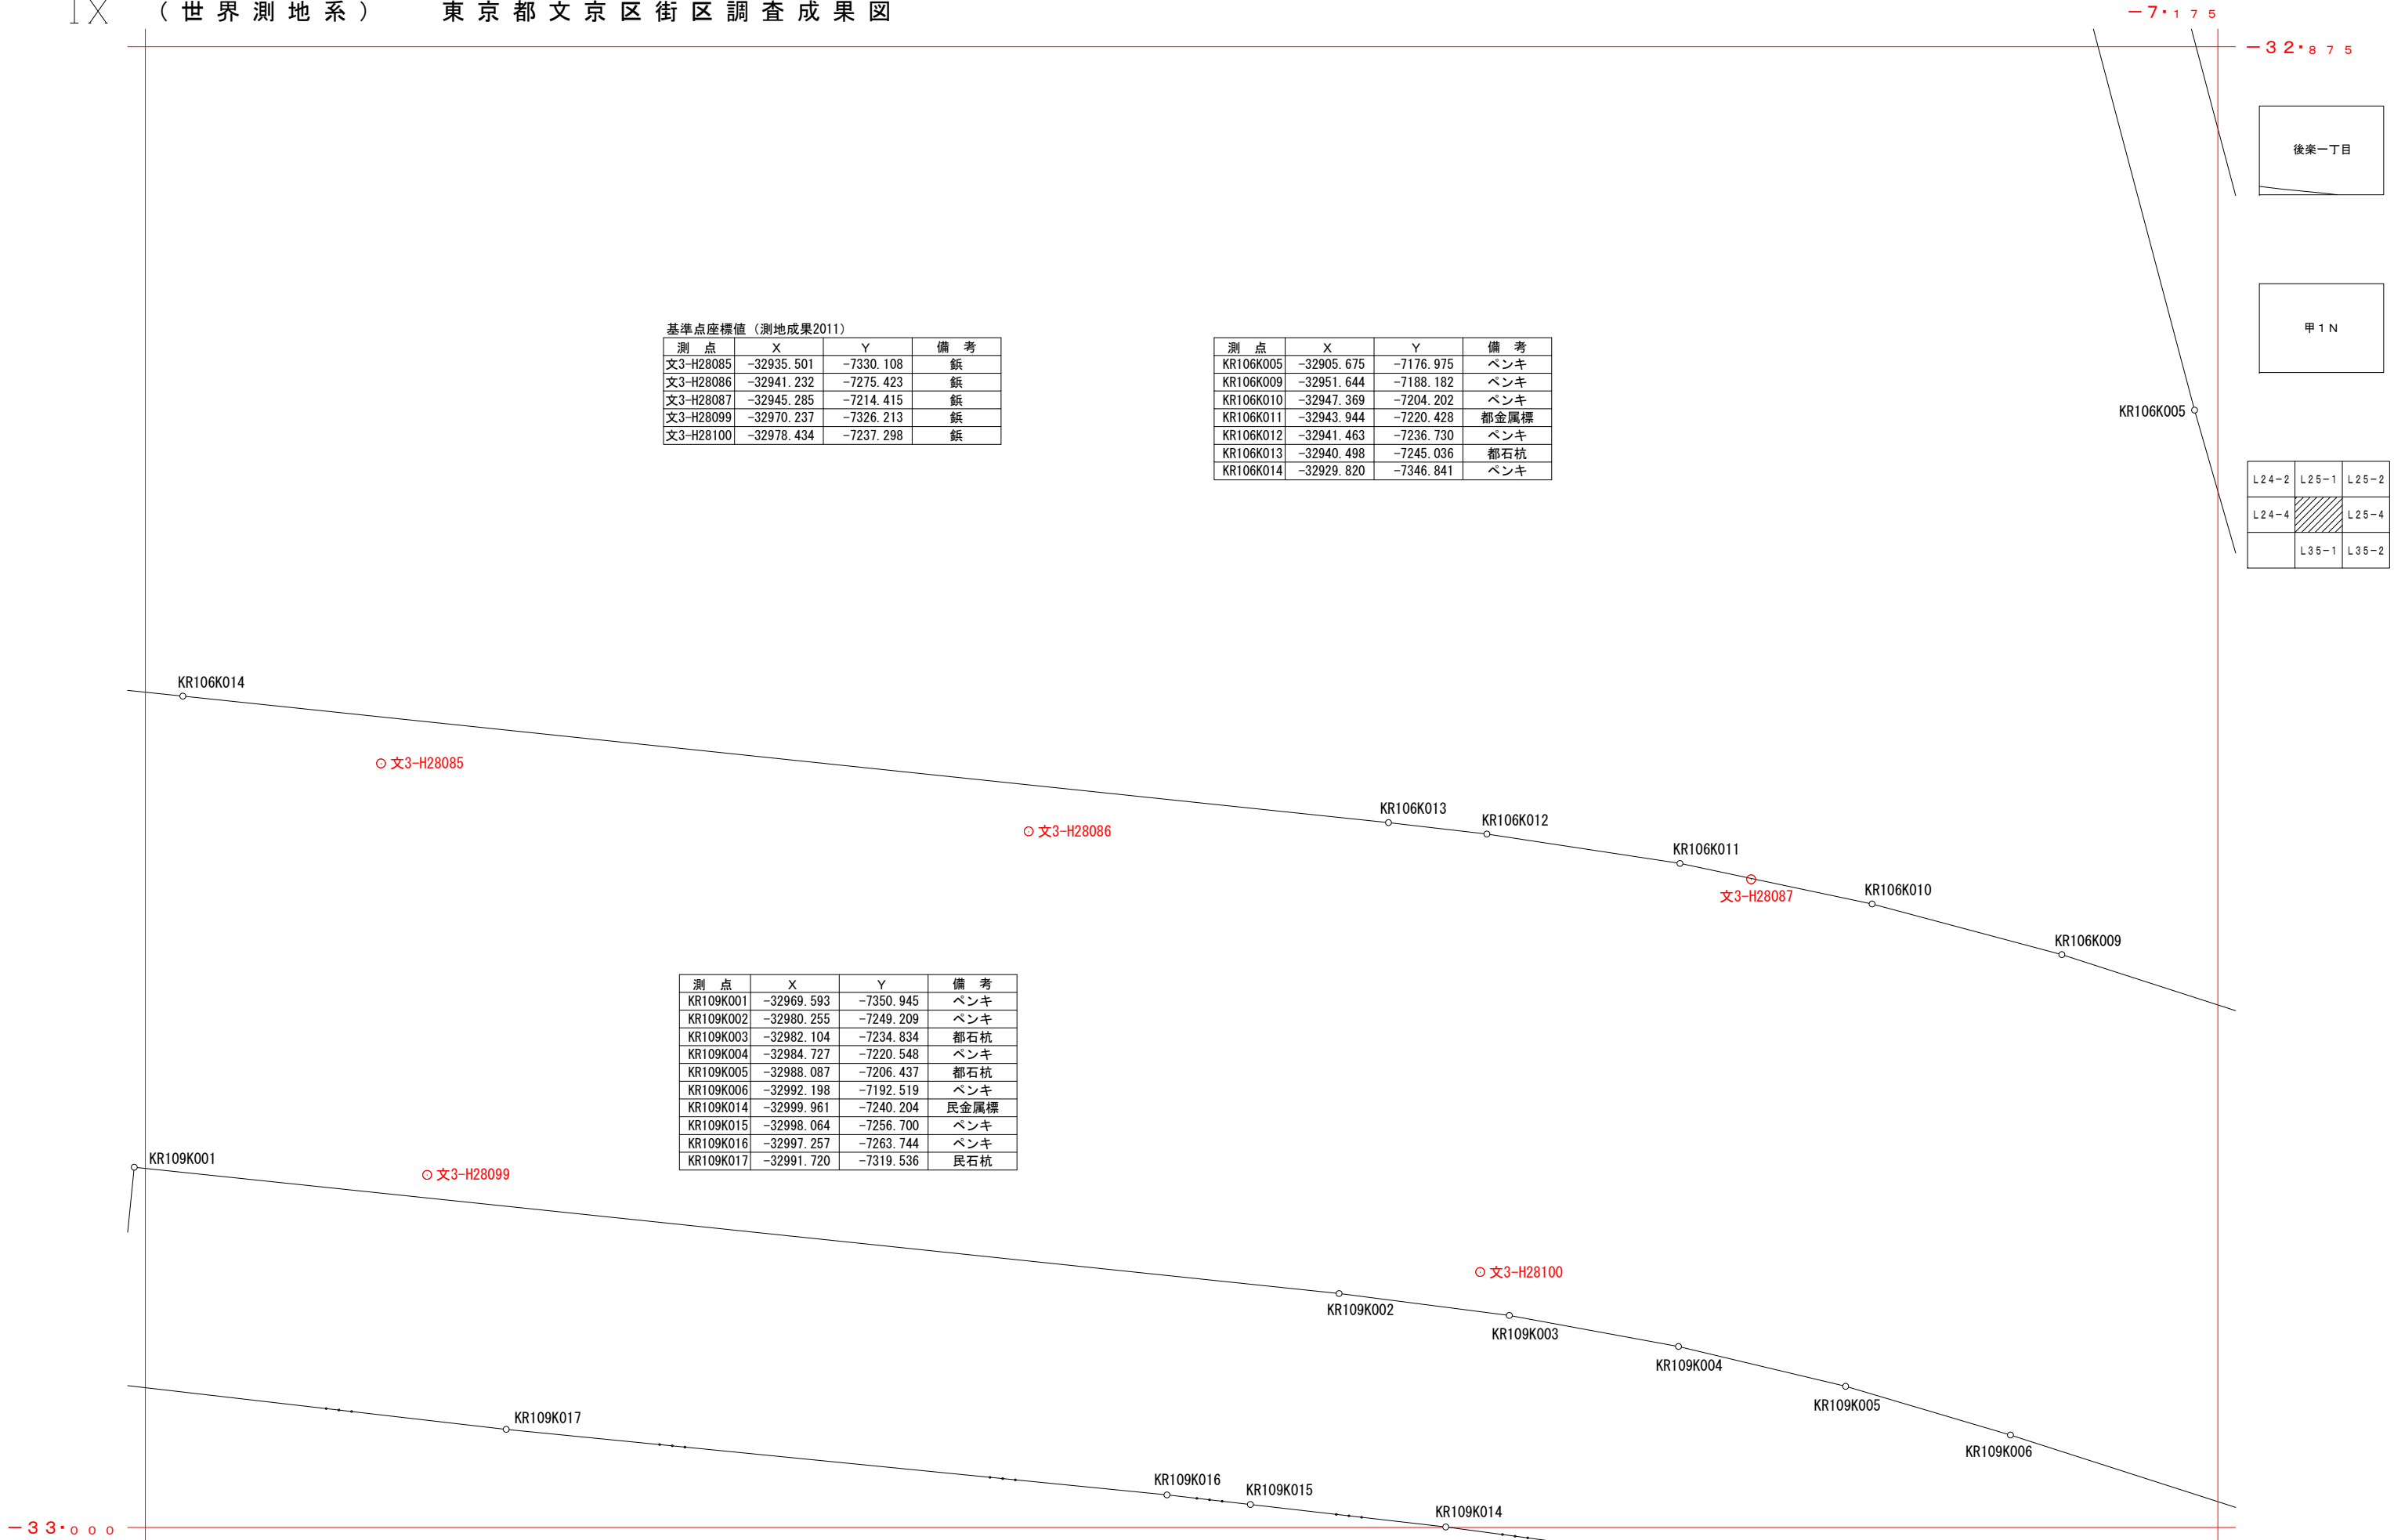 IX （世界測地系） 東京都文京区街区調査成果図
－7・175
－32・875
後楽一丁目
甲1N
L24-2 L25-1 L25-2
L24-4 L25-4
L35-1 L35-2
基準点座標値（測地成果2011）
測 点 X Y 備 考
文3-H28085 -32935.501 -7330.108 鋲
文3-H28086 -32941.232 -7275.423 鋲
文3-H28087 -32945.285 -7214.415 鋲
文3-H28099 -32970.237 -7326.213 鋲
文3-H28100 -32978.434 -7237.298 鋲
測 点 X Y 備 考
KR106K005 -32905.675 -7176.975 ペンキ
KR106K009 -32951.644 -7188.182 ペンキ
KR106K010 -32947.369 -7204.202 ペンキ
KR106K011 -32943.944 -7220.428 都金属標
KR106K012 -32941.463 -7236.730 ペンキ
KR106K013 -32940.498 -7245.036 都石杭
KR106K014 -32929.820 -7346.841 ペンキ
KR106K005
KR106K014
文3-H28085
文3-H28086
KR106K013
KR106K012
KR106K011
文3-H28087
KR106K010
KR106K009
測 点 X Y 備 考
KR109K001 -32969.593 -7350.945 ペンキ
KR109K002 -32980.255 -7249.209 ペンキ
KR109K003 -32982.104 -7234.834 都石杭
KR109K004 -32984.727 -7220.548 ペンキ
KR109K005 -32988.087 -7206.437 都石杭
KR109K006 -32992.198 -7192.519 ペンキ
KR109K014 -32999.961 -7240.204 民金属標
KR109K015 -32998.064 -7256.700 ペンキ
KR109K016 -32997.257 -7263.744 ペンキ
KR109K017 -32991.720 -7319.536 民石杭
KR109K001
文3-H28099
文3-H28100
KR109K002
KR109K003
KR109K004
KR109K005
KR109K006
KR109K017
KR109K016
KR109K015
KR109K014
－33・000